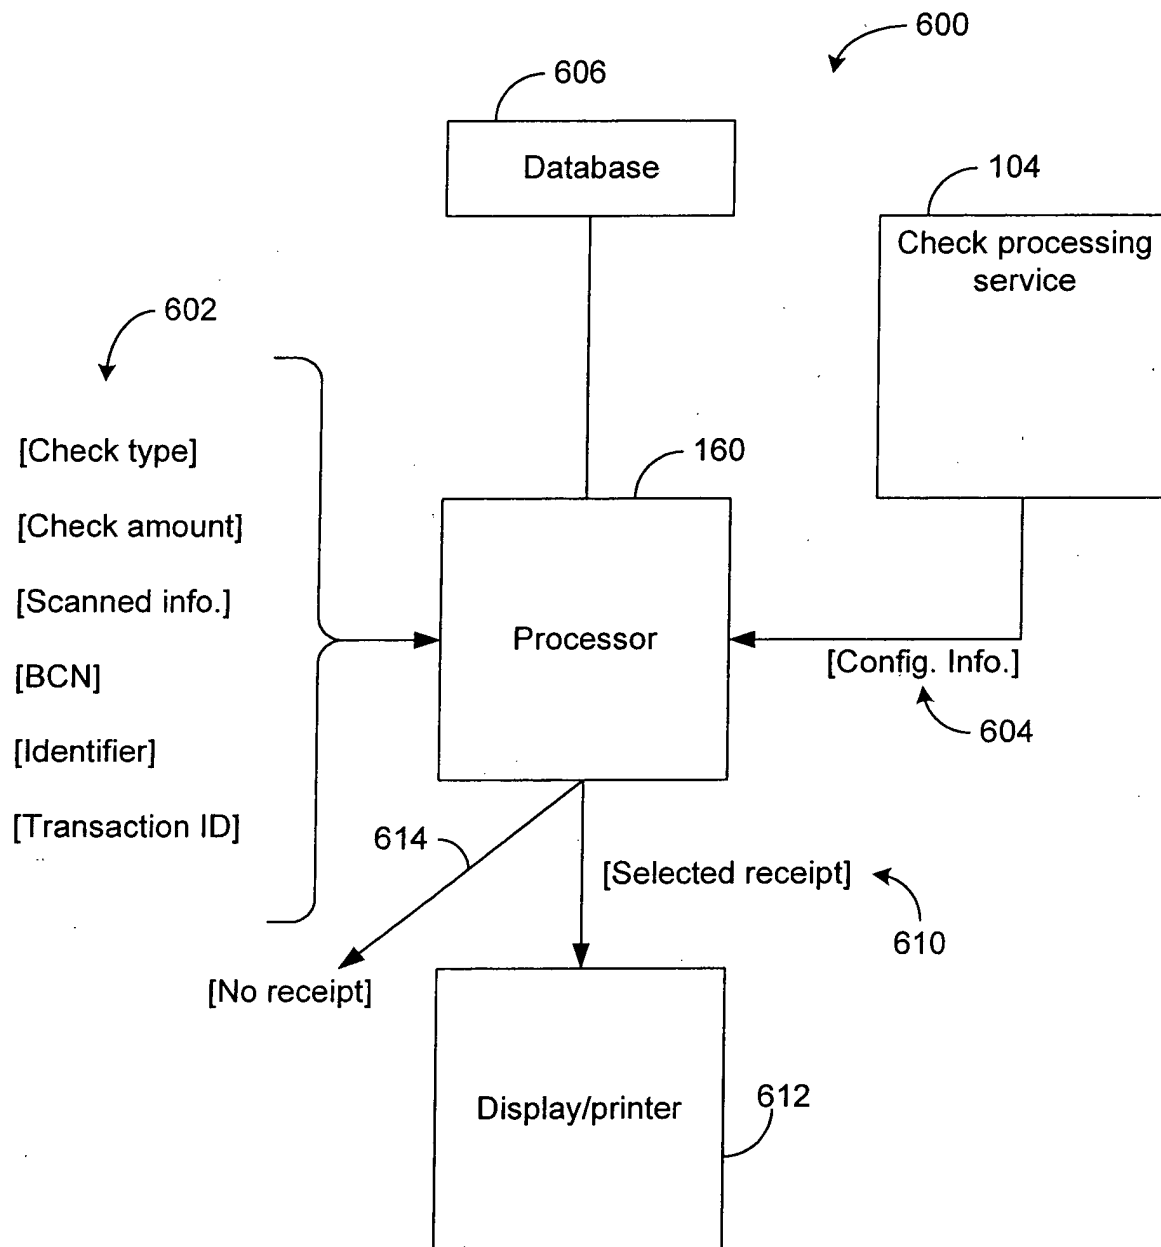 600
606
Database
104
Check processing
service
602
[Check type]
160
[Check amount]
[Scanned info.]
Processor
[Config. Info.]
[BCN]
604
[Identifier]
[Transaction ID]
614
[Selected receipt]
610
[No receipt]
Display/printer
612